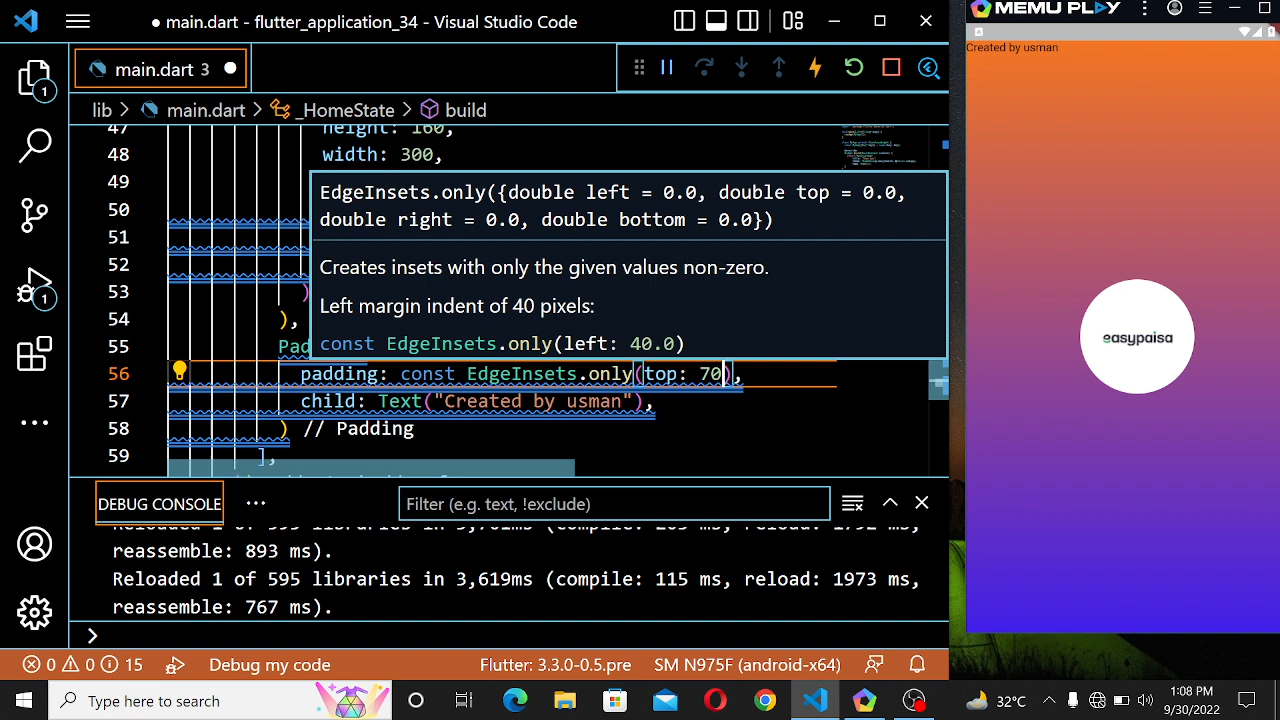 main.dart - flutter_application_34 - Visual Studio Code
MEMU PLAY
main.dart 3
lib > main.dart > _HomeState > build
A
Created by usman
47 height: 160,
48 width: 300,
49
50
51
52
53 )
54 ),
55 Pad
EdgeInsets.only({double left = 0.0, double top = 0.0,
double right = 0.0, double bottom = 0.0})
Creates insets with only the given values non-zero.
Left margin indent of 40 pixels:
const EdgeInsets.only(left: 40.0)
56 padding: const EdgeInsets.only(top: 70),
57 child: Text("Created by usman"),
58 ) // Padding
59 ],
easypaisa
1
1
DEBUG CONSOLE
Filter (e.g. text, !exclude)
reassemble: 893 ms).
Reloaded 1 of 595 libraries in 3,619ms (compile: 115 ms, reload: 1973 ms,
reassemble: 767 ms).
>
0 0 15 Debug my code Flutter: 3.3.0-0.5.pre SM N975F (android-x64)
Type here to search
32°C
1:08 PM
9/30/2022